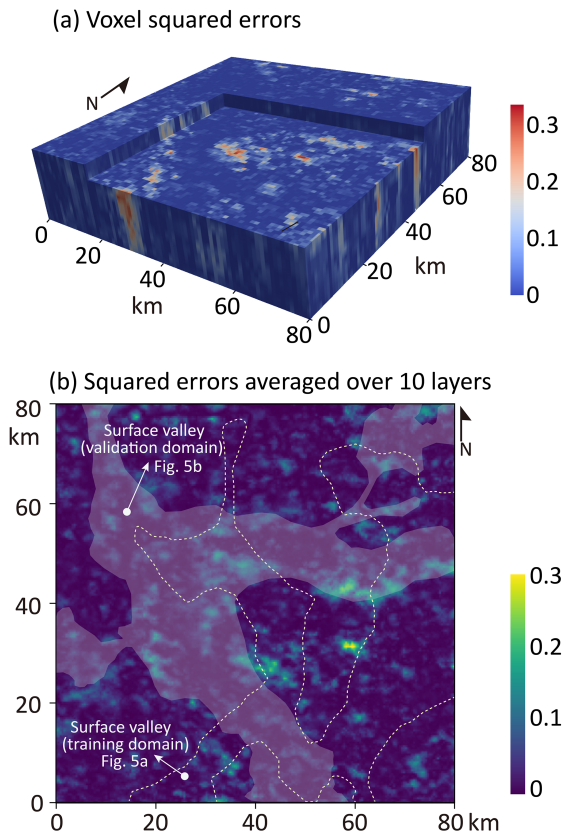 (a) Voxel squared errors
N
0.3
0.2
0.1
0
80
60
40
20
0
km
0
20
40
60
80
km
(b) Squared errors averaged over 10 layers
80
km
60
40
20
0
N
Surface valley
(validation domain)
Fig. 5b
Surface valley
(training domain)
Fig. 5a
0.3
0.2
0.1
0
0
20
40
60
80
km